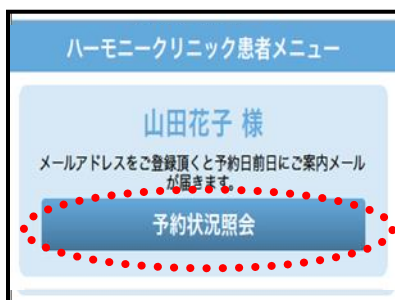 ハーモニークリニック患者メニュー
山田花子 様
メールアドレスをご登録頂くと予約日前日にご案内メール
が届きます。
予約状況照会